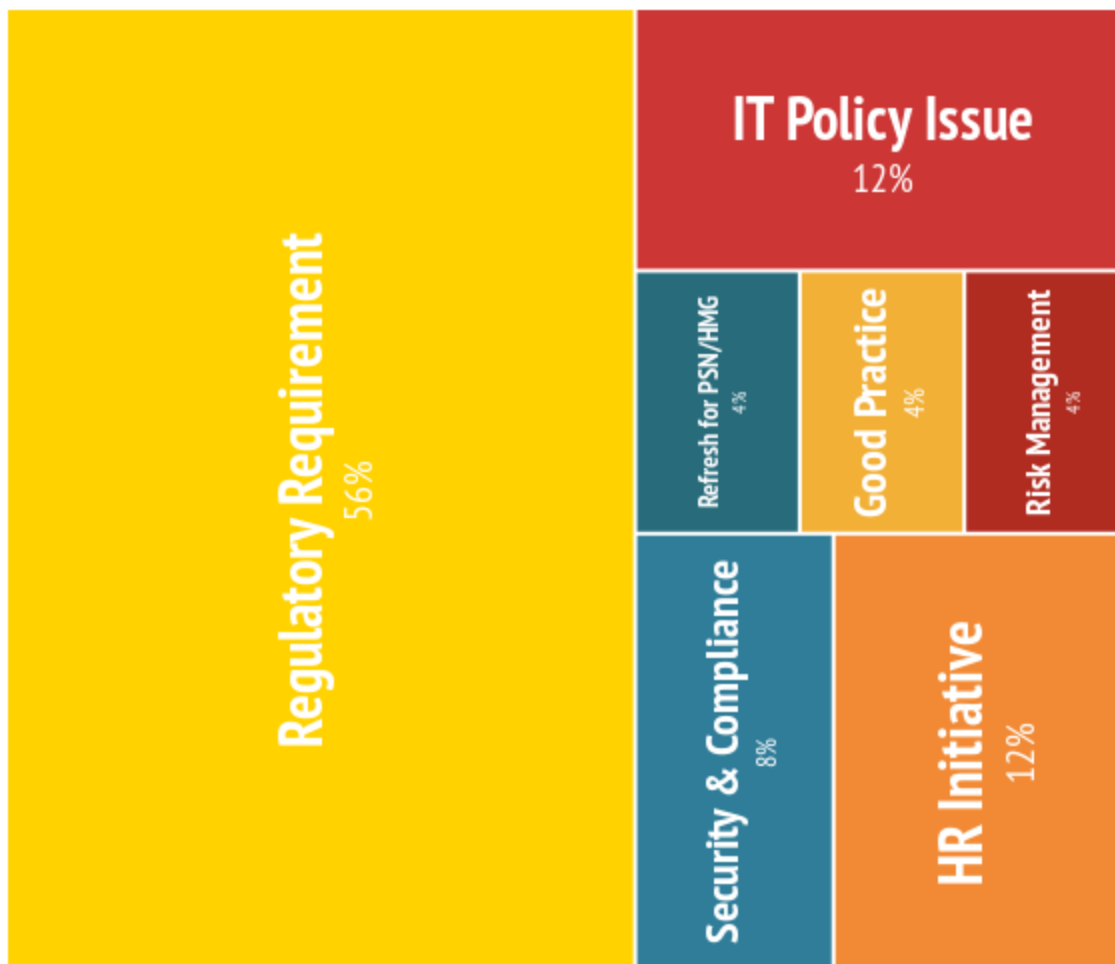 Regulatory Requirement
56%
IT Policy Issue
12%
Refresh for PSN/HMG
4%
Good Practice
4%
Risk Management
4%
Security & Compliance
8%
HR Initiative
12%